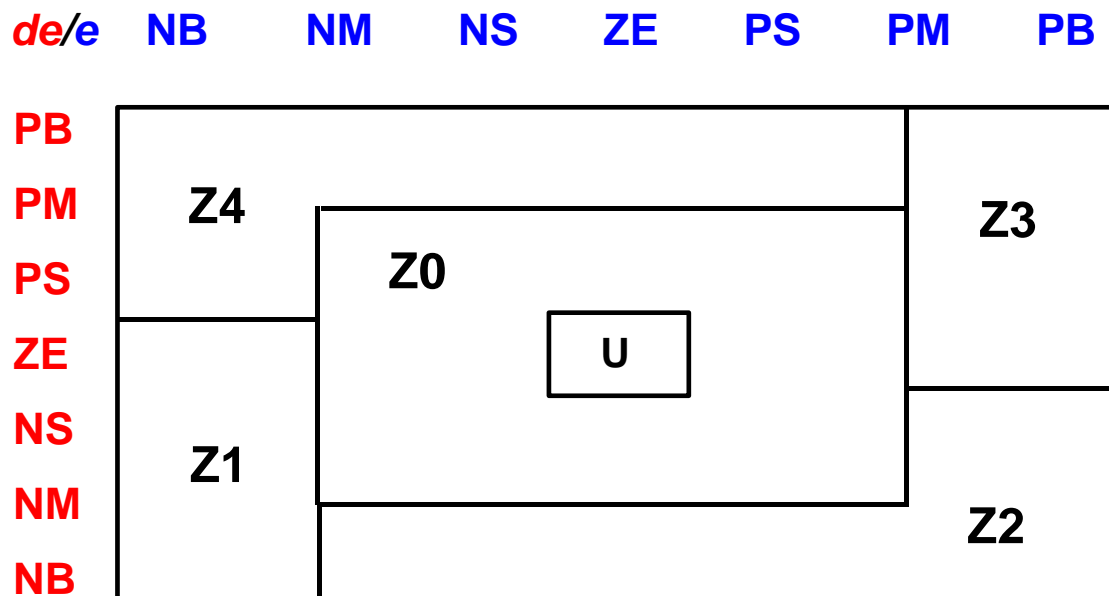 de/e NB NM NS ZE PS PM PB
PB
PM Z4 Z3
PS Z0
ZE U
NS Z1
NM Z2
NB